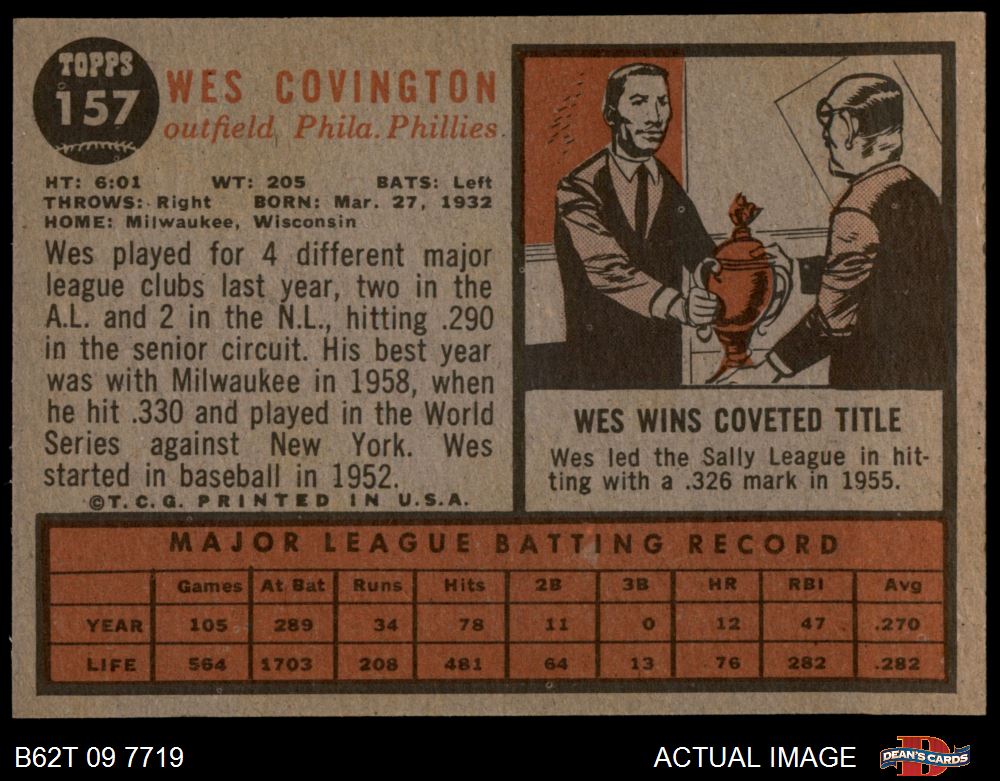 TOPPS
157
WES COVINGTON
outfield, Phila. Phillies
HT: 6:01 WT: 205 BATS: Left
THROWS: Right BORN: Mar. 27, 1932
HOME: Milwaukee, Wisconsin
Wes played for 4 different major
league clubs last year, two in the
A.L. and 2 in the N.L., hitting .290
in the senior circuit. His best year
was with Milwaukee in 1958, when
he hit .330 and played in the World
Series against New York. Wes
started in baseball in 1952.
©T.C.G. PRINTED IN U.S.A.
WES WINS COVETED TITLE
Wes led the Sally League in hit-
ting with a .326 mark in 1955.
MAJOR LEAGUE BATTING RECORD
Games At Bat Runs Hits 2B 3B HR RBI Avg
YEAR 105 289 34 78 11 0 12 47 .270
LIFE 564 1703 208 481 64 13 76 282 .282
B62T 09 7719
ACTUAL IMAGE
DEAN'S CARDS